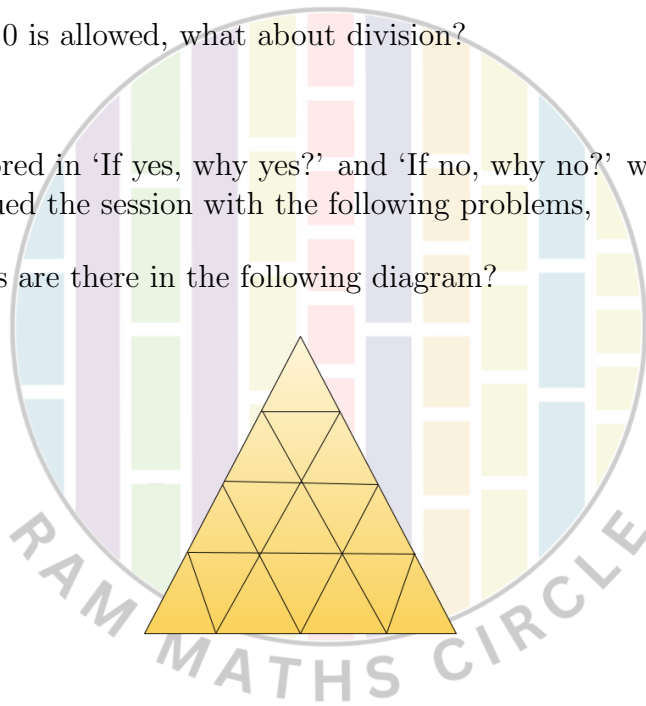 0 is allowed, what about division?
ored in ‘If yes, why yes?’ and ‘If no, why no?’ w
ued the session with the following problems,
s are there in the following diagram?
RAM MATHS CIRCLE